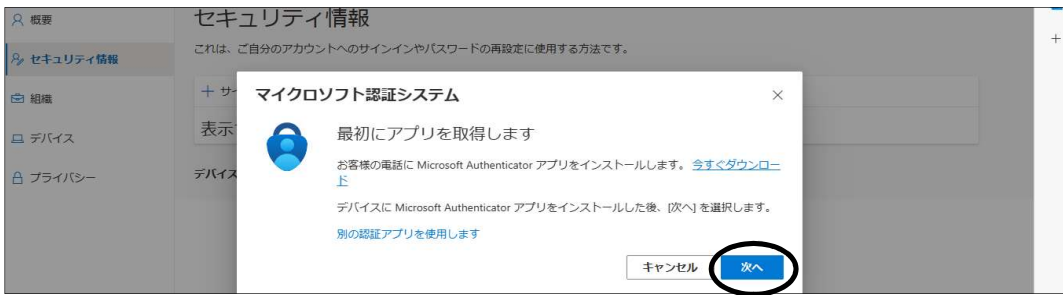 概要
セキュリティ情報
組織
デバイス
プライバシー
セキュリティ情報
これは、ご自分のアカウントへのサインインやパスワードの再設定に使用する方法です。
+ サ
表示
デバイス
マイクロソフト認証システム
最初にアプリを取得します
お客様の電話に Microsoft Authenticator アプリをインストールします。 今すぐダウンロー
ド
デバイスに Microsoft Authenticator アプリをインストールした後、[次へ] を選択します。
別の認証アプリを使用します
キャンセル
次へ